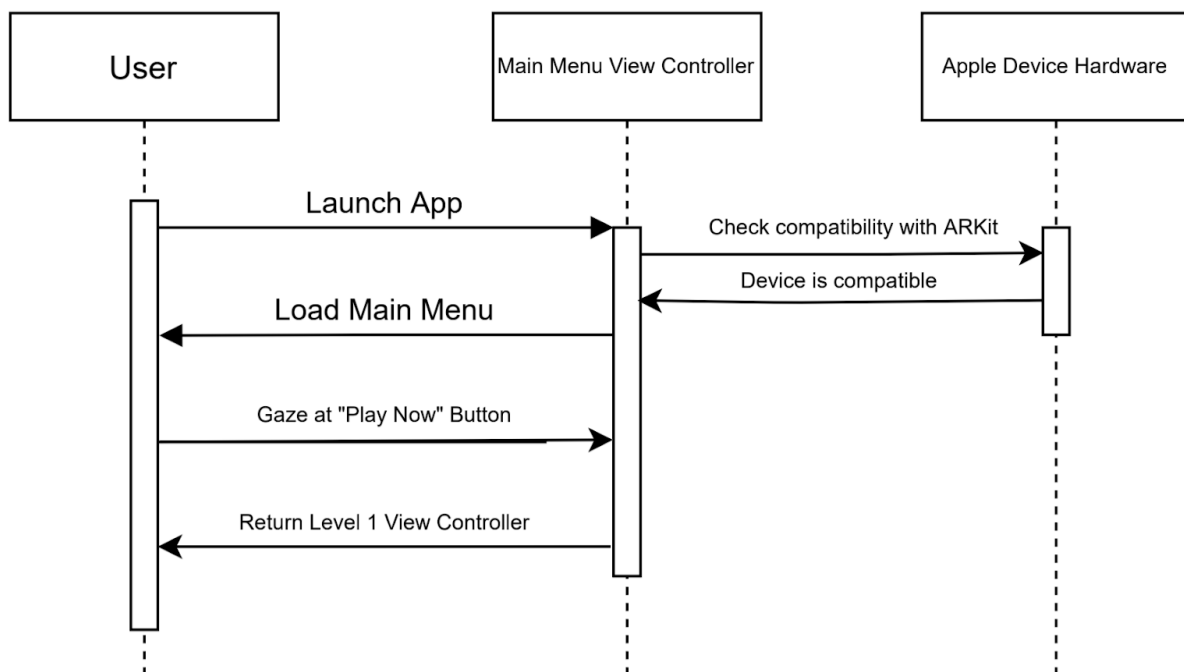 User
Main Menu View Controller
Apple Device Hardware
Launch App
Check compatibility with ARKit
Device is compatible
Load Main Menu
Gaze at "Play Now" Button
Return Level 1 View Controller